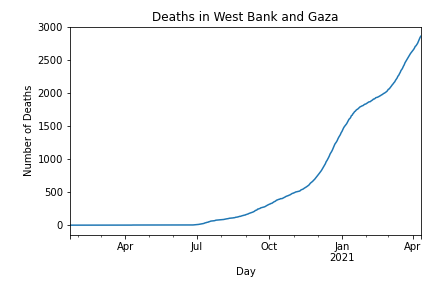 Deaths in West Bank and Gaza
3000
2500
2000
1500
1000
500
0
Number of Deaths
Apr
Jul
Oct
Jan
2021
Apr
Day